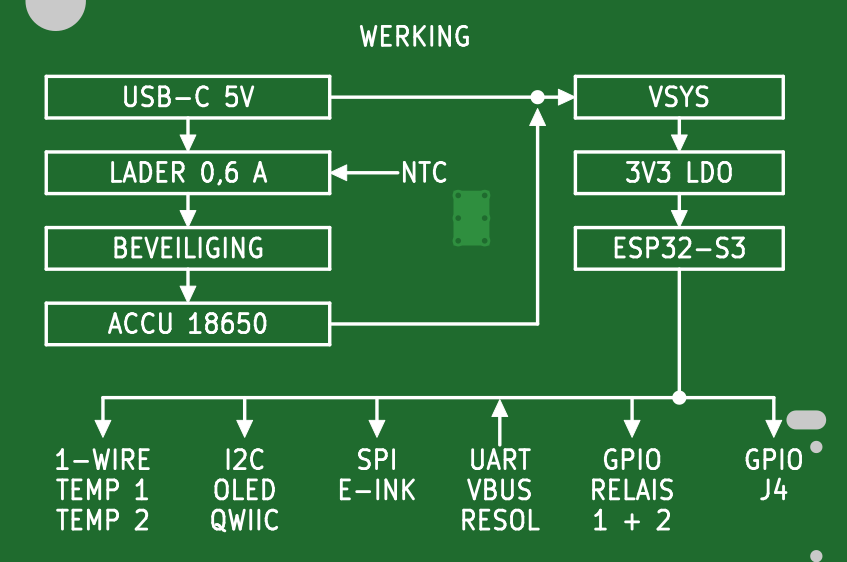 WERKING
USB-C 5V
VSYS
LADER 0,6 A
NTC
3V3 LDO
BEVEILIGING
ESP32-S3
ACCU 18650
1-WIRE
TEMP 1
TEMP 2
I2C
OLED
QWIIC
SPI
E-INK
UART
VBUS
RESOL
GPIO
RELAIS
1 + 2
GPIO
J4